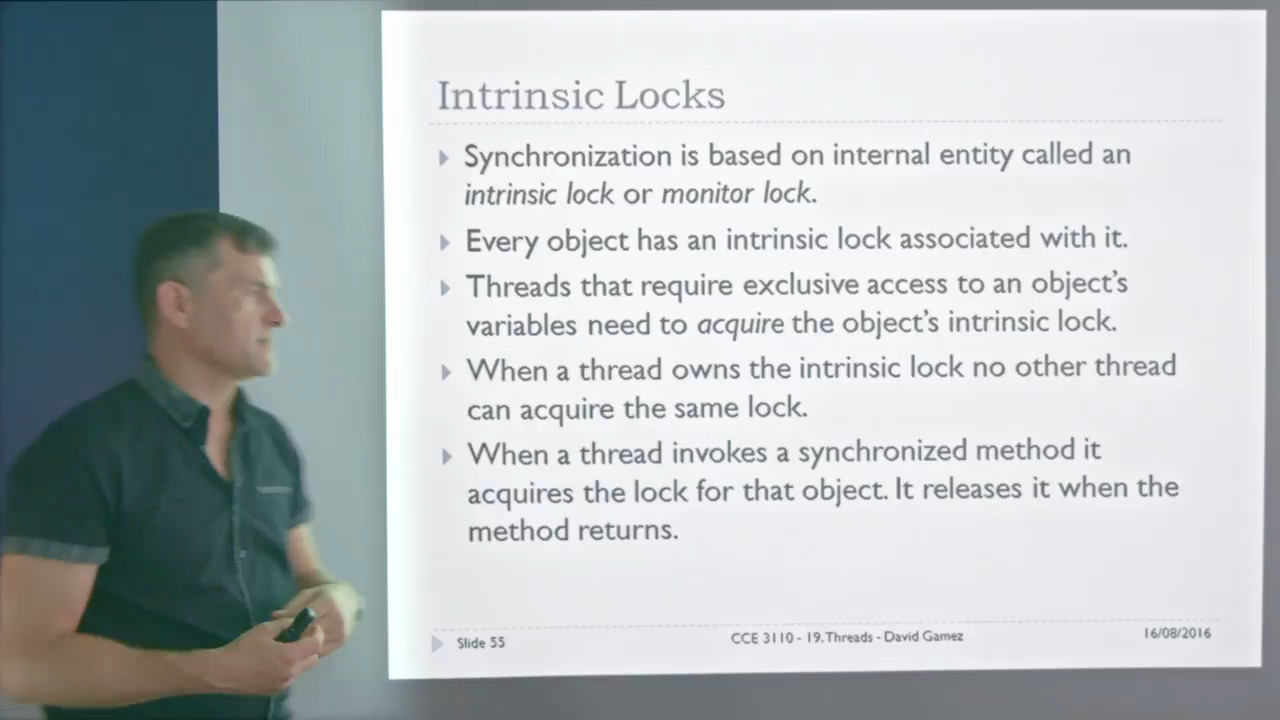 Intrinsic Locks
Synchronization is based on internal entity called an
intrinsic lock or monitor lock.
Every object has an intrinsic lock associated with it.
Threads that require exclusive access to an object's
variables need to acquire the object's intrinsic lock.
When a thread owns the intrinsic lock no other thread
can acquire the same lock.
When a thread invokes a synchronized method it
acquires the lock for that object. It releases it when the
method returns.
Slide 55
CCE 3110 - 19.Threads - David Gamez
16/08/2016